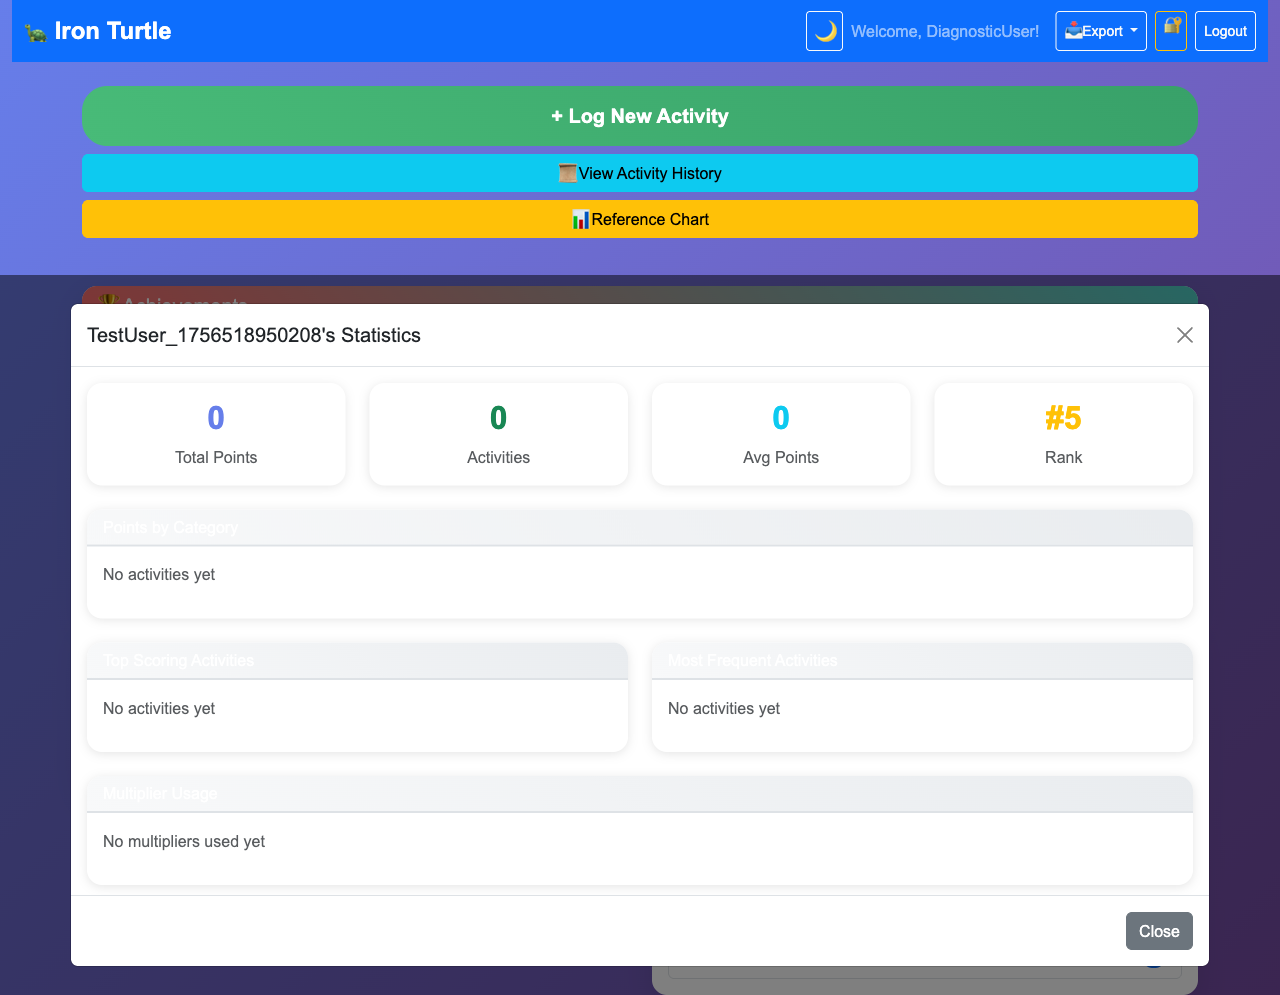 Iron Turtle
Welcome, DiagnosticUser!
Export
Logout
+ Log New Activity
View Activity History
Reference Chart
Achievements
TestUser_1756518950208's Statistics
0
Total Points
0
Activities
0
Avg Points
#5
Rank
Points by Category
No activities yet
Top Scoring Activities
No activities yet
Most Frequent Activities
No activities yet
Multiplier Usage
No multipliers used yet
Close